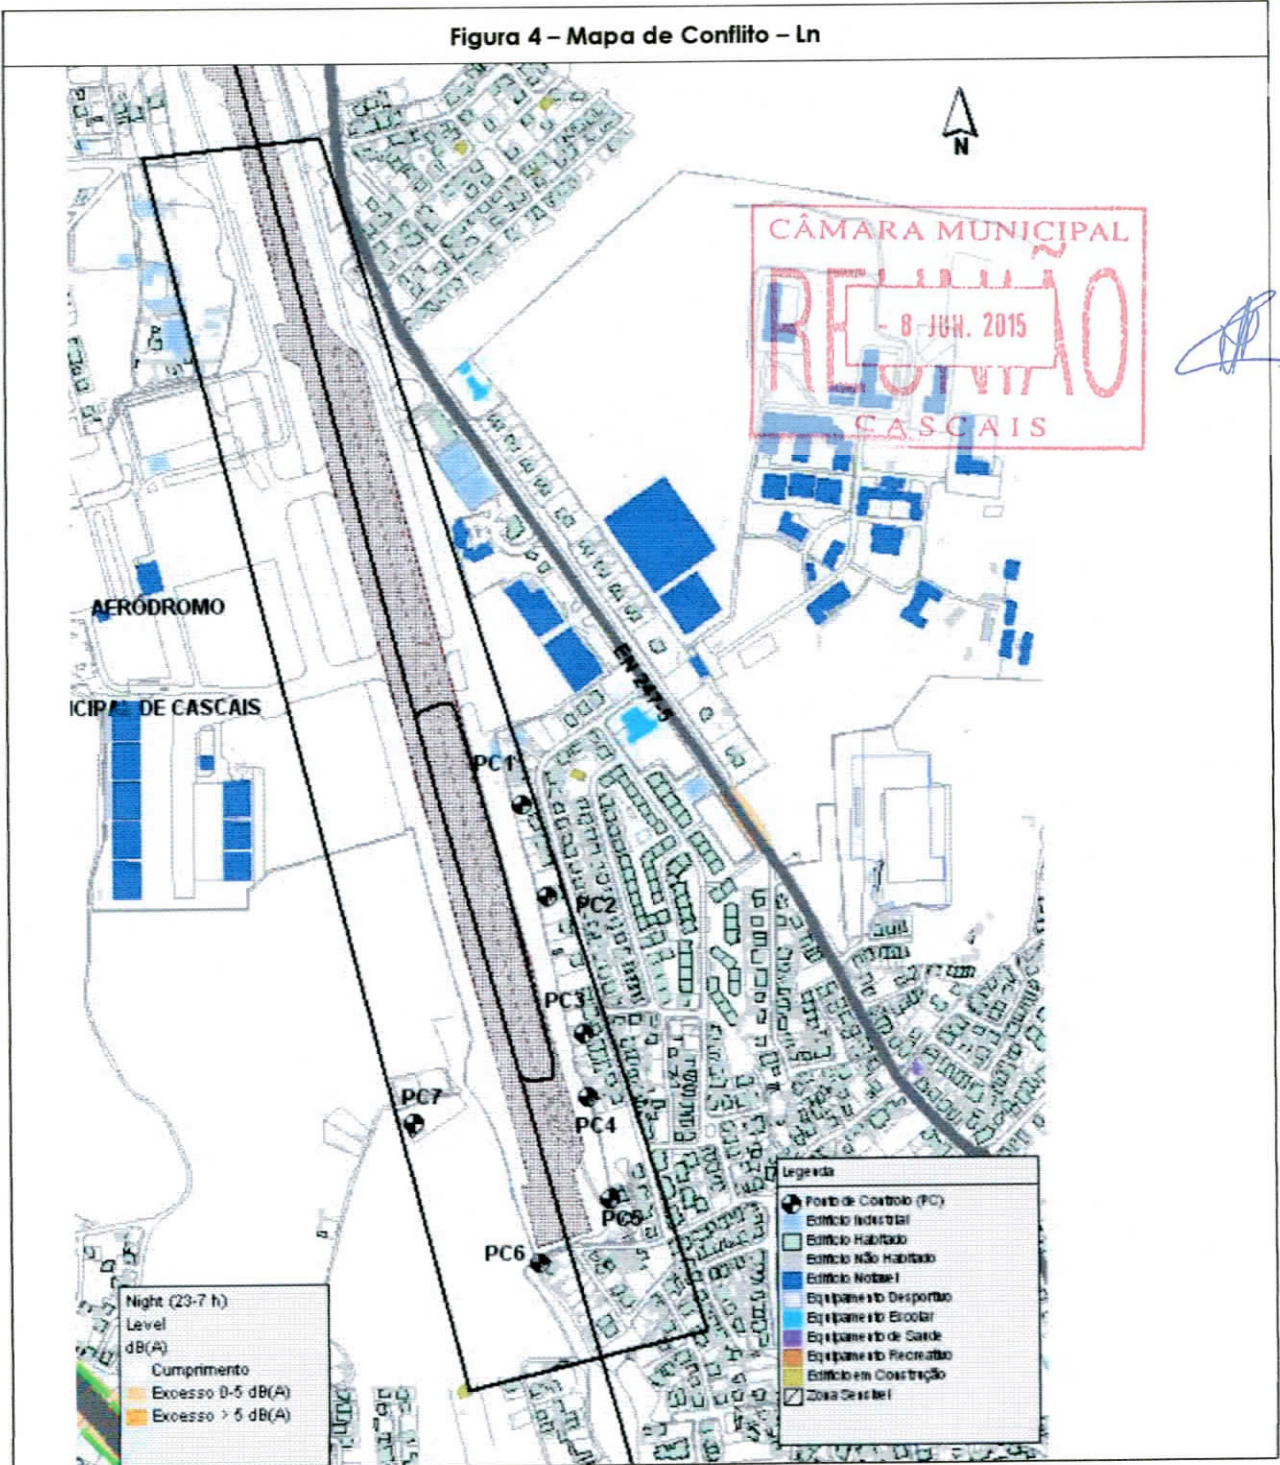 Figura 4 – Mapa de Conflito – Ln
N
CÂMARA MUNICIPAL
REUNIÃO
- 8 JUN. 2015
CASCAIS
AERÓDROMO
ICIPAL DE CASCAIS
EN 247-5
PC1
PC2
PC3
PC4
PC5
PC6
PC7
Night (23-7 h)
Level
dB(A)
Cumprimento
Excesso 0-5 dB(A)
Excesso > 5 dB(A)
Legenda
Ponto de Controlo (PC)
Edifício Industrial
Edifício Habitado
Edifício Não Habitado
Edifício Notável
Equipamento Desportivo
Equipamento Escolar
Equipamento de Saúde
Equipamento Recreativo
Edifício em Construção
Zona Sensível